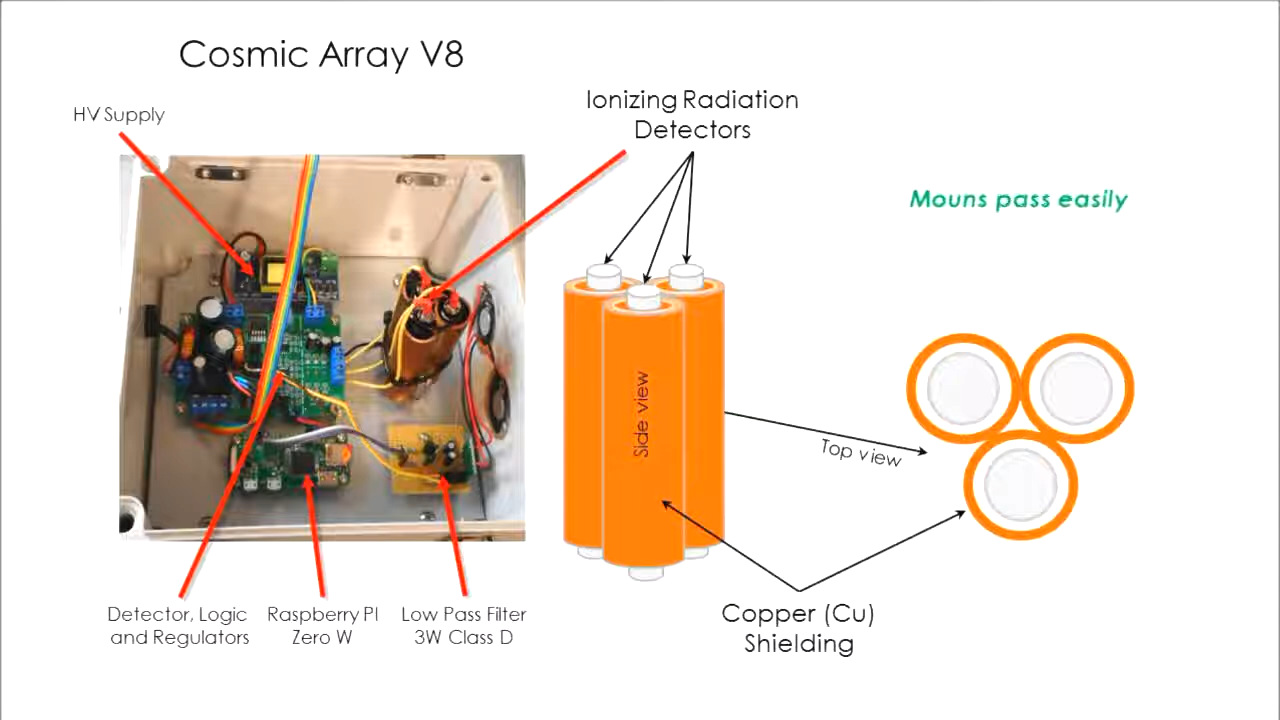 Cosmic Array V8
HV Supply
Ionizing Radiation
Detectors
Mouns pass easily
Side view
Top view
Detector, Logic
and Regulators
Raspberry PI
Zero W
Low Pass Filter
3W Class D
Copper (Cu)
Shielding